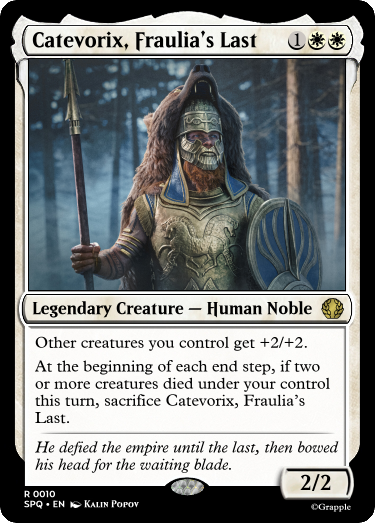 Catevorix, Fraulia's Last 1
Legendary Creature — Human Noble
Other creatures you control get +2/+2.
At the beginning of each end step, if two
or more creatures died under your control
this turn, sacrifice Catevorix, Fraulia's
Last.
He defied the empire until the last, then bowed
his head for the waiting blade.
2/2
R 0010
SPQ • EN Kalin Popov
©Grapple